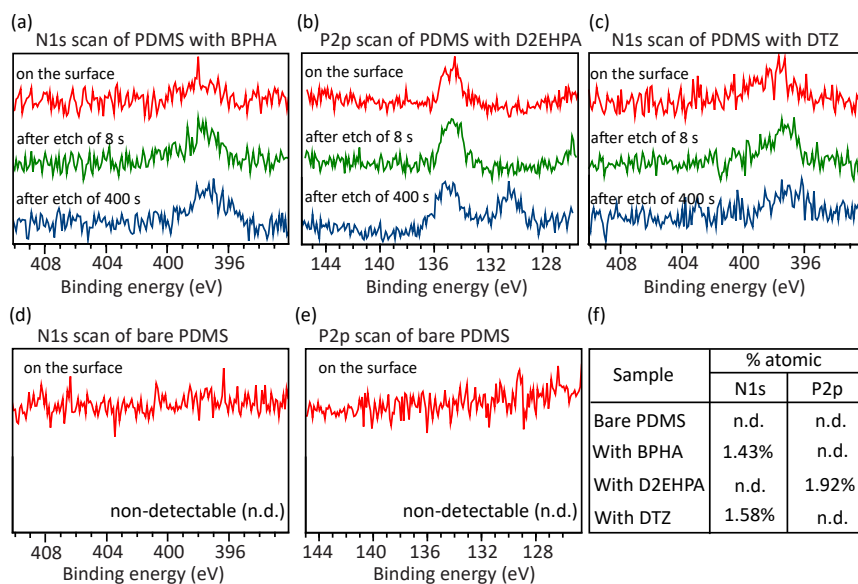 (a)
N1s scan of PDMS with BPHA
on the surface
after etch of 8 s
after etch of 400 s
408 404 400 396
Binding energy (eV)
(b)
P2p scan of PDMS with D2EHPA
on the surface
after etch of 8 s
after etch of 400 s
144 140 136 132 128
Binding energy (eV)
(c)
N1s scan of PDMS with DTZ
on the surface
after etch of 8 s
after etch of 400 s
408 404 400 396
Binding energy (eV)
(d)
N1s scan of bare PDMS
on the surface
non-detectable (n.d.)
408 404 400 396
Binding energy (eV)
(e)
P2p scan of bare PDMS
on the surface
non-detectable (n.d.)
144 140 136 132 128
Binding energy (eV)
(f)
Sample % atomic
N1s P2p
Bare PDMS n.d. n.d.
With BPHA 1.43% n.d.
With D2EHPA n.d. 1.92%
With DTZ 1.58% n.d.